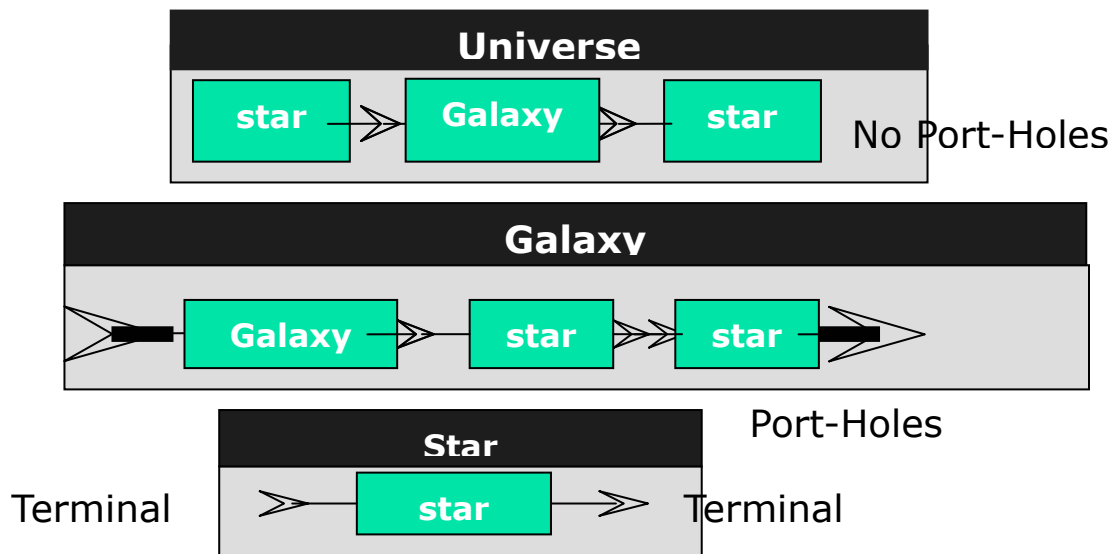 Universe
star Galaxy star
No Port-Holes
Galaxy
Galaxy star star
Port-Holes
Star
Terminal star Terminal